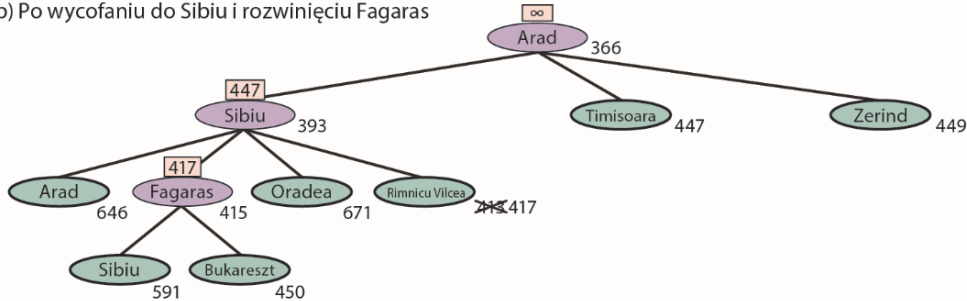 b) Po wycofaniu do Sibiu i rozwinięciu Fagaras
∞
Arad
366
447
Sibiu
393
Timisoara
447
Zerind
449
417
Arad
646
Fagaras
415
Oradea
671
Rimnicu Vilcea
413 417
Sibiu
591
Bukareszt
450